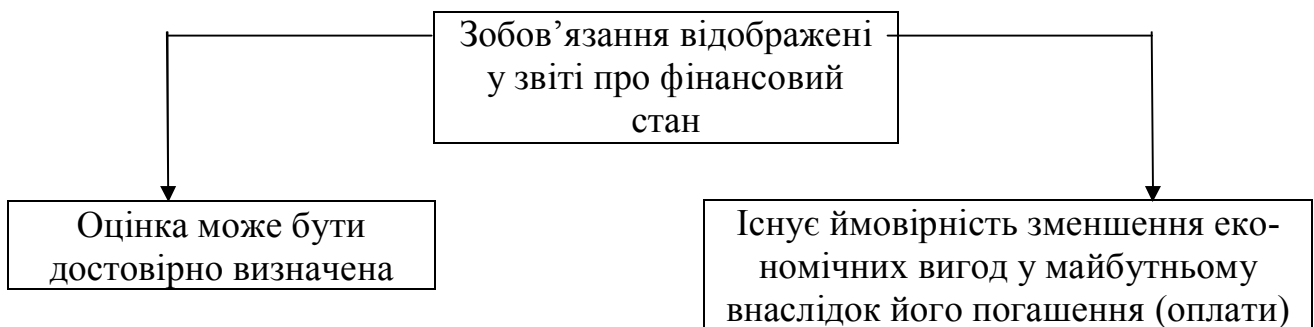 Зобов’язання відображені
у звіті про фінансовий
стан
Оцінка може бути
достовірно визначена
Існує ймовірність зменшення еко-
номічних вигод у майбутньому
внаслідок його погашення (оплати)